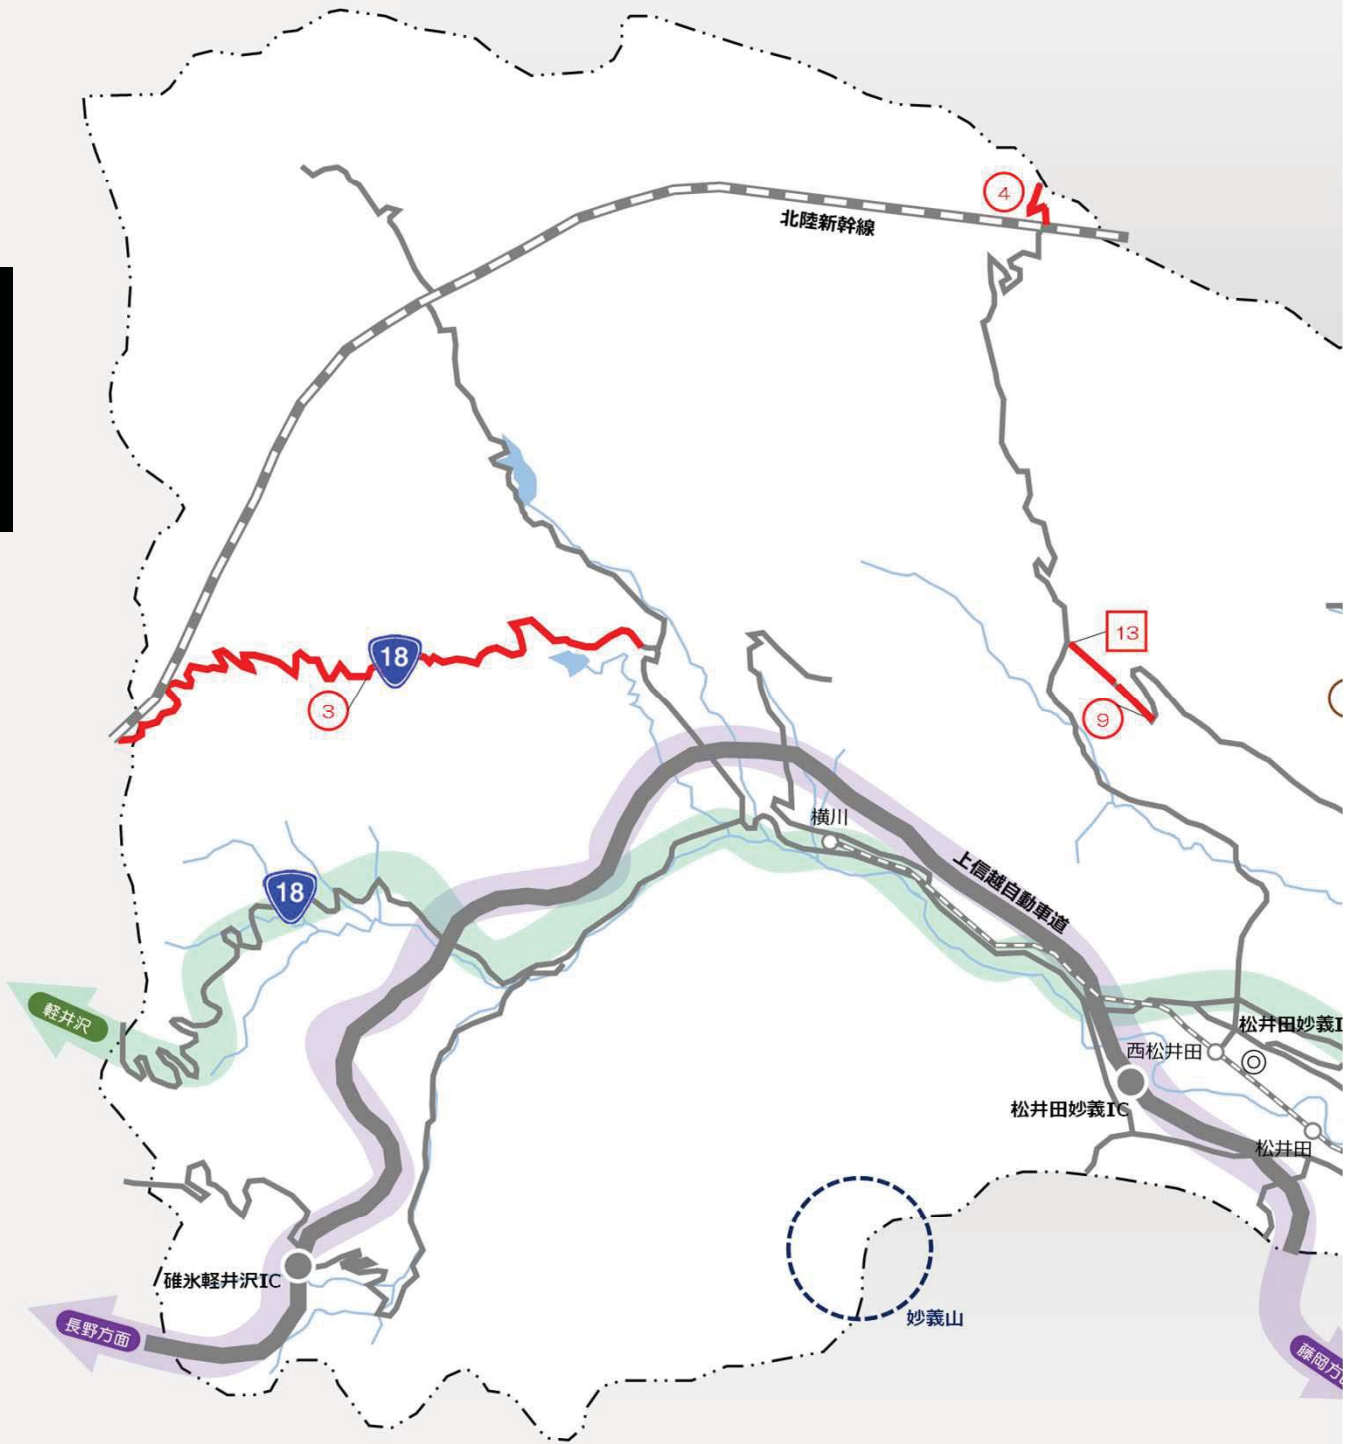 4
北陸新幹線
13
18
3
9
横川
上信越自動車道
18
軽井沢
松井田妙義I
西松井田
松井田妙義IC
松井田
碓氷軽井沢IC
妙義山
長野方面
藤岡方